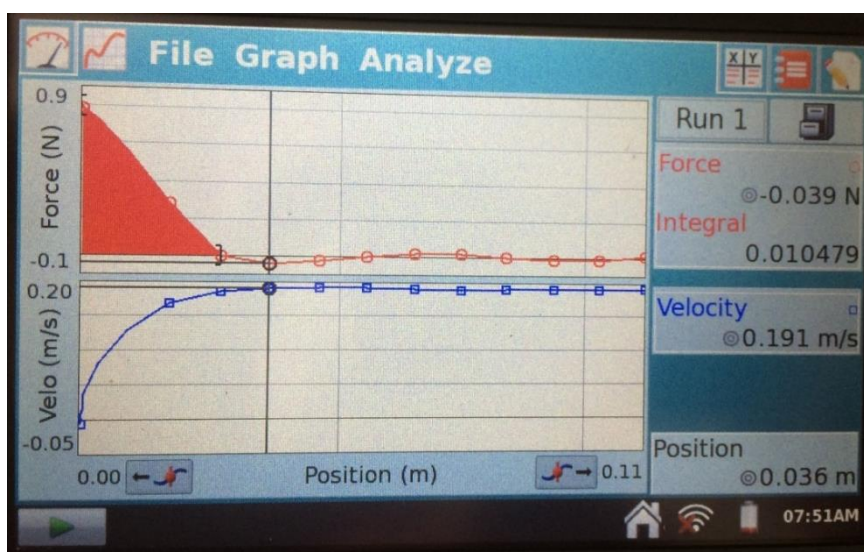 File Graph Analyze
X Y
0.9
Force (N)
-0.1
0.20
Velo (m/s)
-0.05
0.00
Position (m)
0.11
Run 1
Force
-0.039 N
Integral
0.010479
Velocity
0.191 m/s
Position
0.036 m
07:51AM